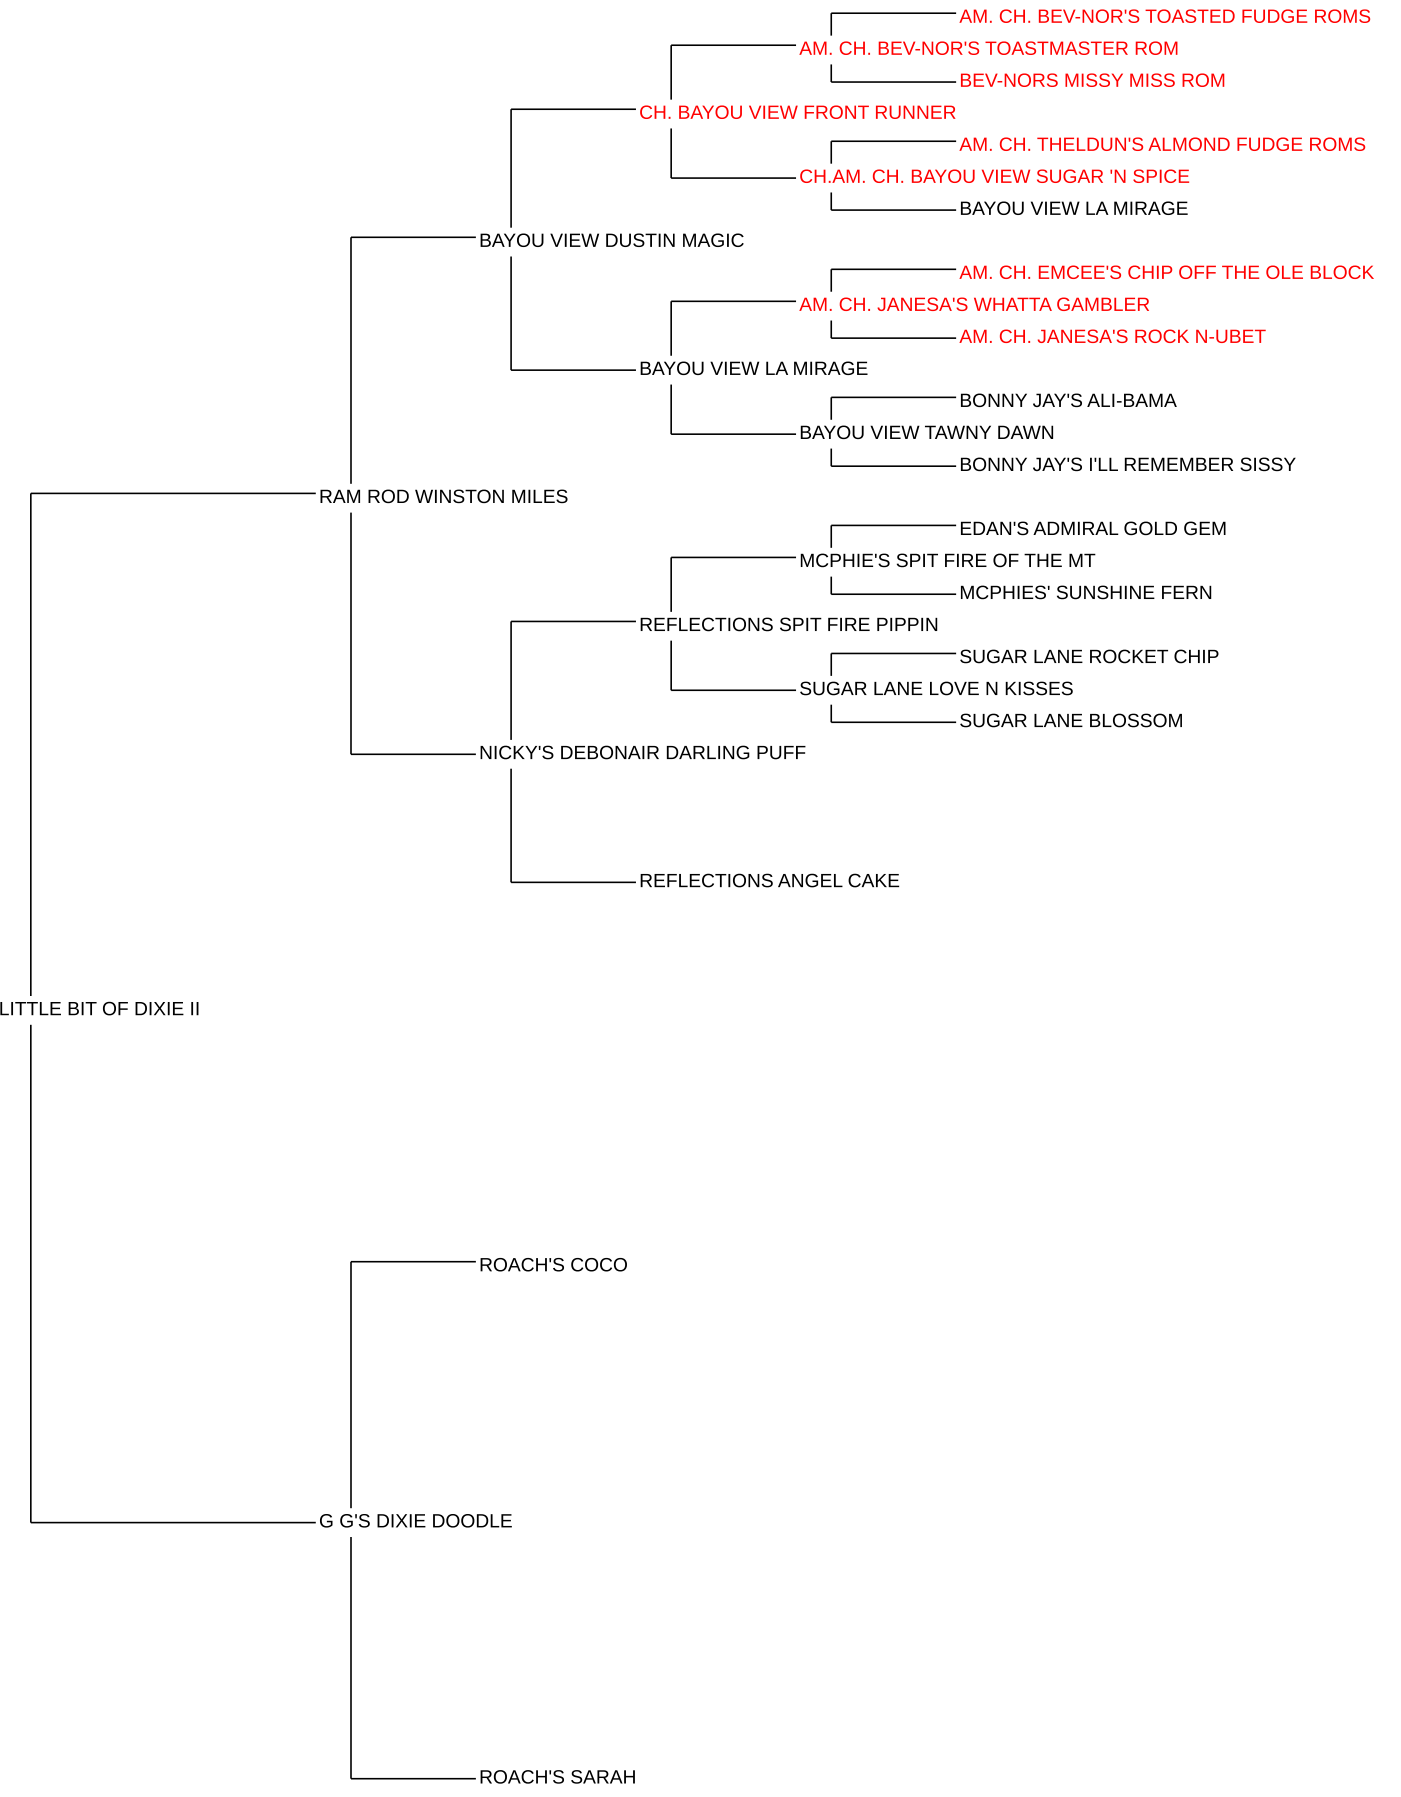 AM. CH. BEV-NOR'S TOASTED FUDGE ROMS
AM. CH. BEV-NOR'S TOASTMASTER ROM
BEV-NORS MISSY MISS ROM
CH. BAYOU VIEW FRONT RUNNER
AM. CH. THELDUN'S ALMOND FUDGE ROMS
CH.AM. CH. BAYOU VIEW SUGAR 'N SPICE
BAYOU VIEW LA MIRAGE
BAYOU VIEW DUSTIN MAGIC
AM. CH. EMCEE'S CHIP OFF THE OLE BLOCK
AM. CH. JANESA'S WHATTA GAMBLER
AM. CH. JANESA'S ROCK N-UBET
BAYOU VIEW LA MIRAGE
BONNY JAY'S ALI-BAMA
BAYOU VIEW TAWNY DAWN
BONNY JAY'S I'LL REMEMBER SISSY
RAM ROD WINSTON MILES
EDAN'S ADMIRAL GOLD GEM
MCPHIE'S SPIT FIRE OF THE MT
MCPHIES' SUNSHINE FERN
REFLECTIONS SPIT FIRE PIPPIN
SUGAR LANE ROCKET CHIP
SUGAR LANE LOVE N KISSES
SUGAR LANE BLOSSOM
NICKY'S DEBONAIR DARLING PUFF
REFLECTIONS ANGEL CAKE
LITTLE BIT OF DIXIE II
ROACH'S COCO
G G'S DIXIE DOODLE
ROACH'S SARAH